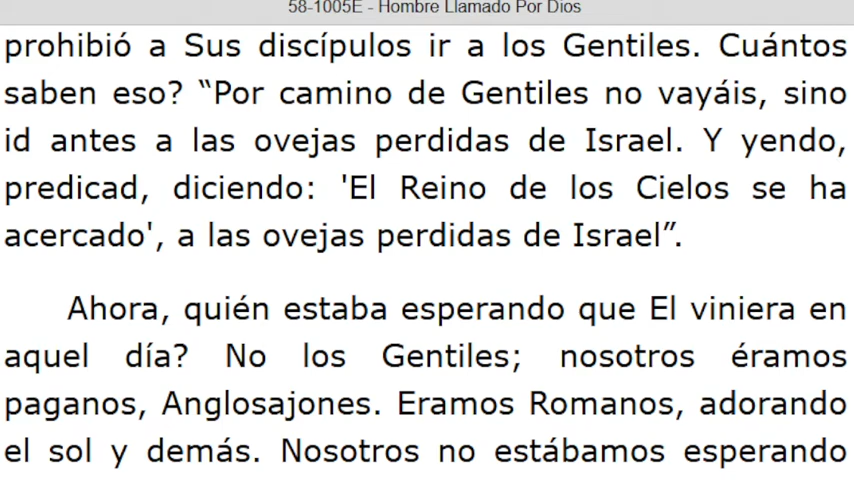 58-1005E - Hombre Llamado Por Dios
prohibió a Sus discípulos ir a los Gentiles. Cuántos
saben eso? “Por camino de Gentiles no vayáis, sino
id antes a las ovejas perdidas de Israel. Y yendo,
predicad, diciendo: 'El Reino de los Cielos se ha
acercado', a las ovejas perdidas de Israel”.
Ahora, quién estaba esperando que El viniera en
aquel día? No los Gentiles; nosotros éramos
paganos, Anglosajones. Eramos Romanos, adorando
el sol y demás. Nosotros no estábamos esperando